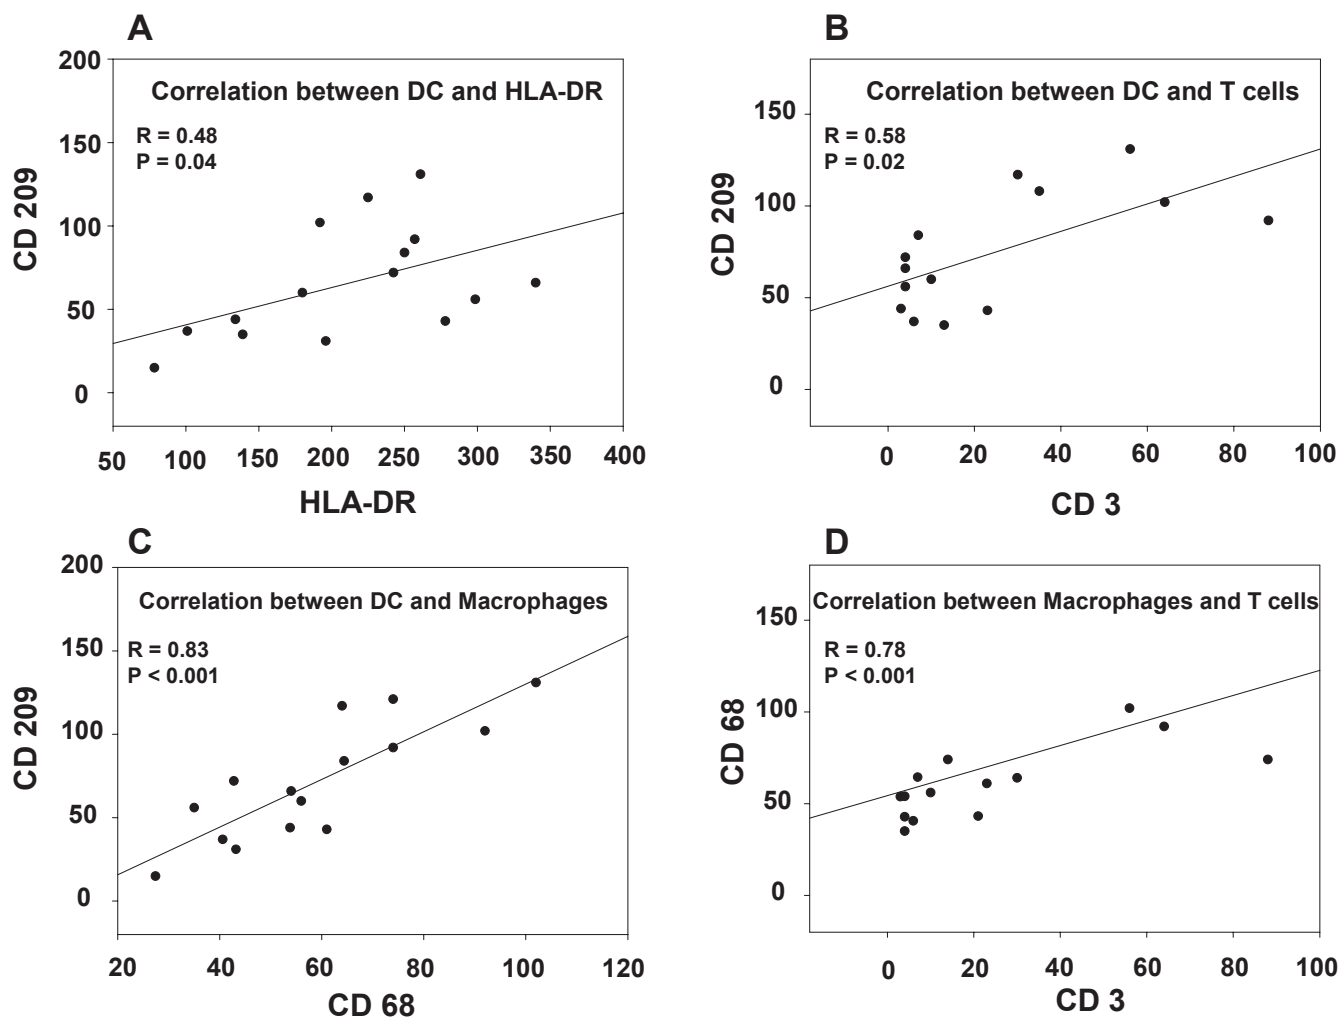 A
Correlation between DC and HLA-DR
R = 0.48
P = 0.04
CD 209
200
150
100
50
0
50 100 150 200 250 300 350 400
HLA-DR
B
Correlation between DC and T cells
R = 0.58
P = 0.02
CD 209
150
100
50
0
0 20 40 60 80 100
CD 3
C
Correlation between DC and Macrophages
R = 0.83
P < 0.001
CD 209
200
150
100
50
0
20 40 60 80 100 120
CD 68
D
Correlation between Macrophages and T cells
R = 0.78
P < 0.001
CD 68
150
100
50
0
0 20 40 60 80 100
CD 3